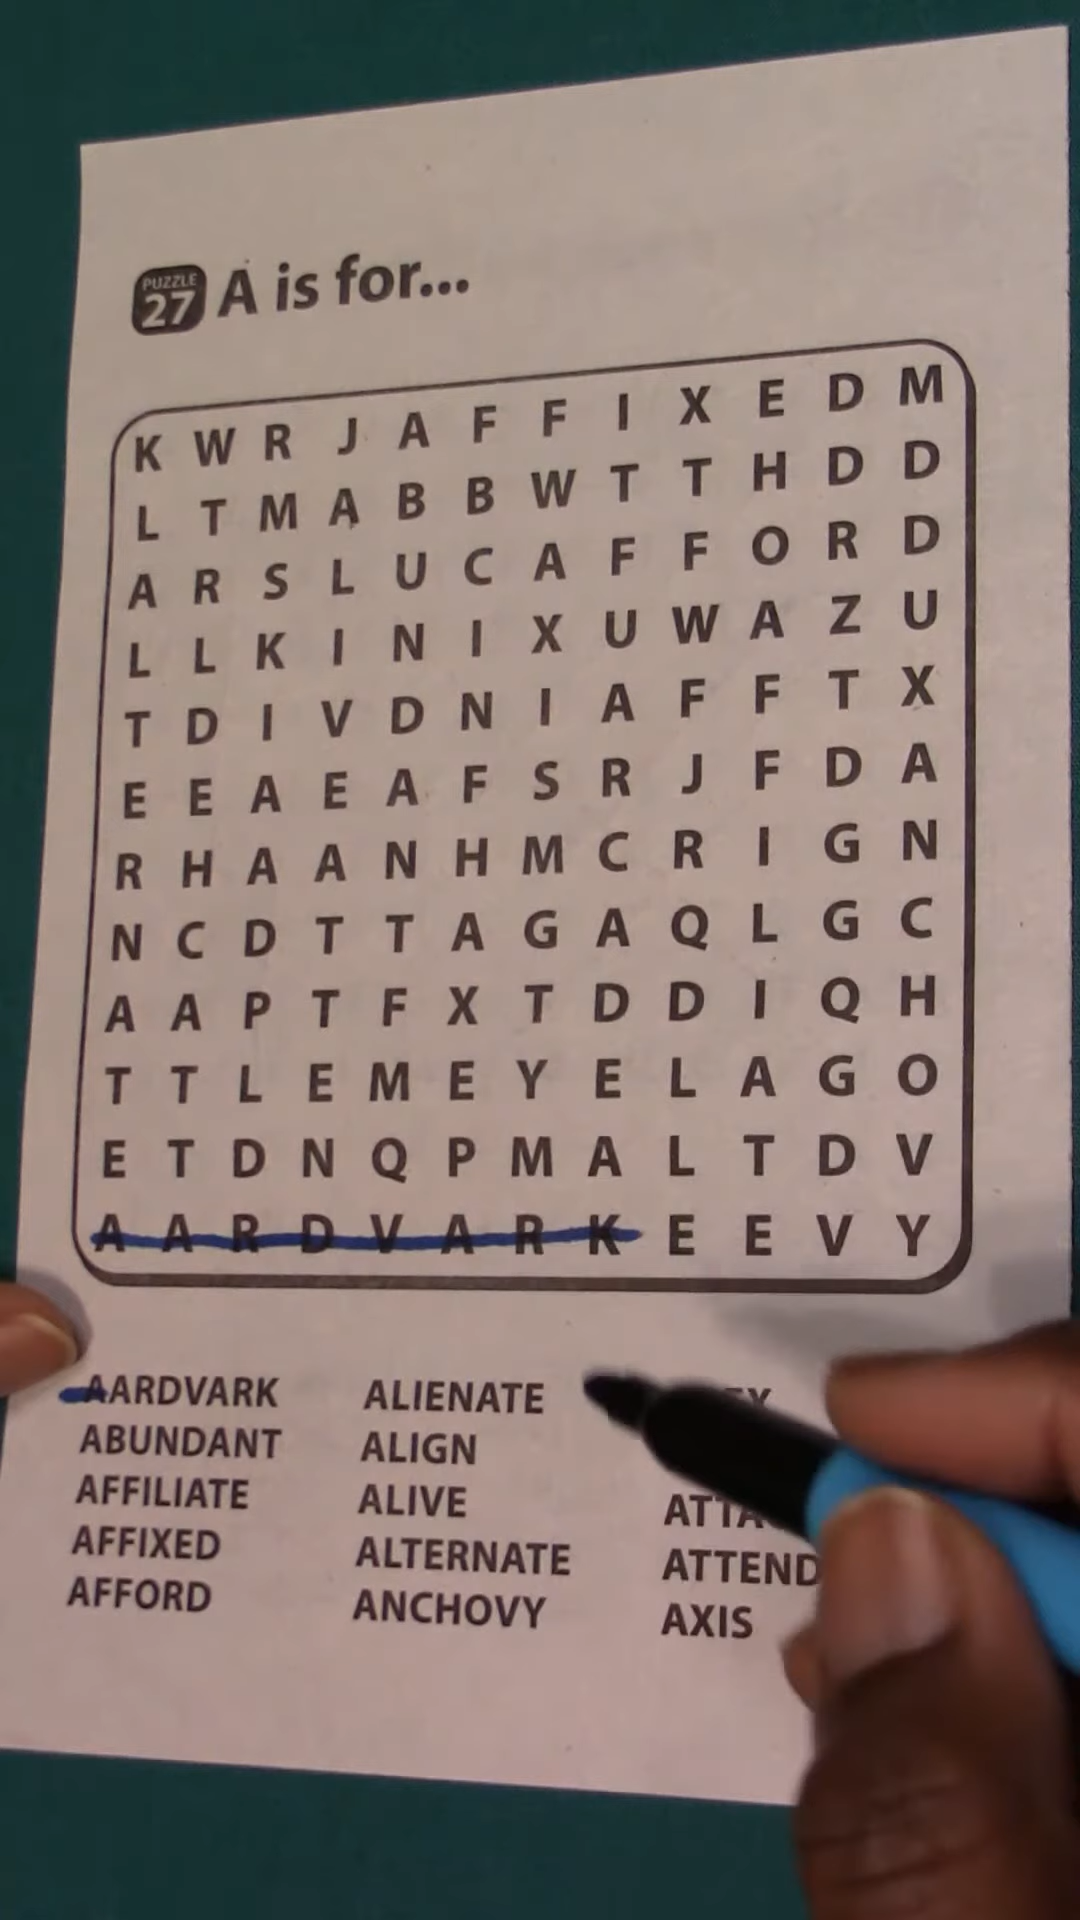 PUZZLE
27
A is for...
K W R J A F F I X E D M
L T M A B B W T T H D D
A R S L U C A F F O R D
L L K I N I X U W A Z U
T D I V D N I A F F T X
E E A E A F S R J F D A
R H A A N H M C R I G N
N C D T T A G A Q L G C
A A P T F X T D D I Q H
T T L E M E Y E L A G O
E T D N Q P M A L T D V
A A R D V A R K E E V Y
AARDVARK
ABUNDANT
AFFILIATE
AFFIXED
AFFORD
ALIENATE
ALIGN
ALIVE
ALTERNATE
ANCHOVY
ATTEND
AXIS